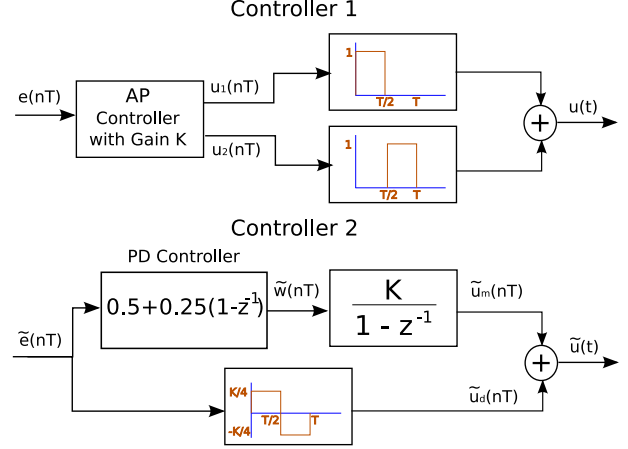 Controller 1
e(nT)
AP
Controller
with Gain K
u₁(nT)
u₂(nT)
1
T/2 T
1
T/2 T
+
u(t)
Controller 2
PD Controller
ẽ(nT)
0.5+0.25(1-z⁻¹)
w̃(nT)
K
1 - z⁻¹
ũₘ(nT)
K/4
T/2 T
-K/4
ũd(nT)
+
ũ(t)